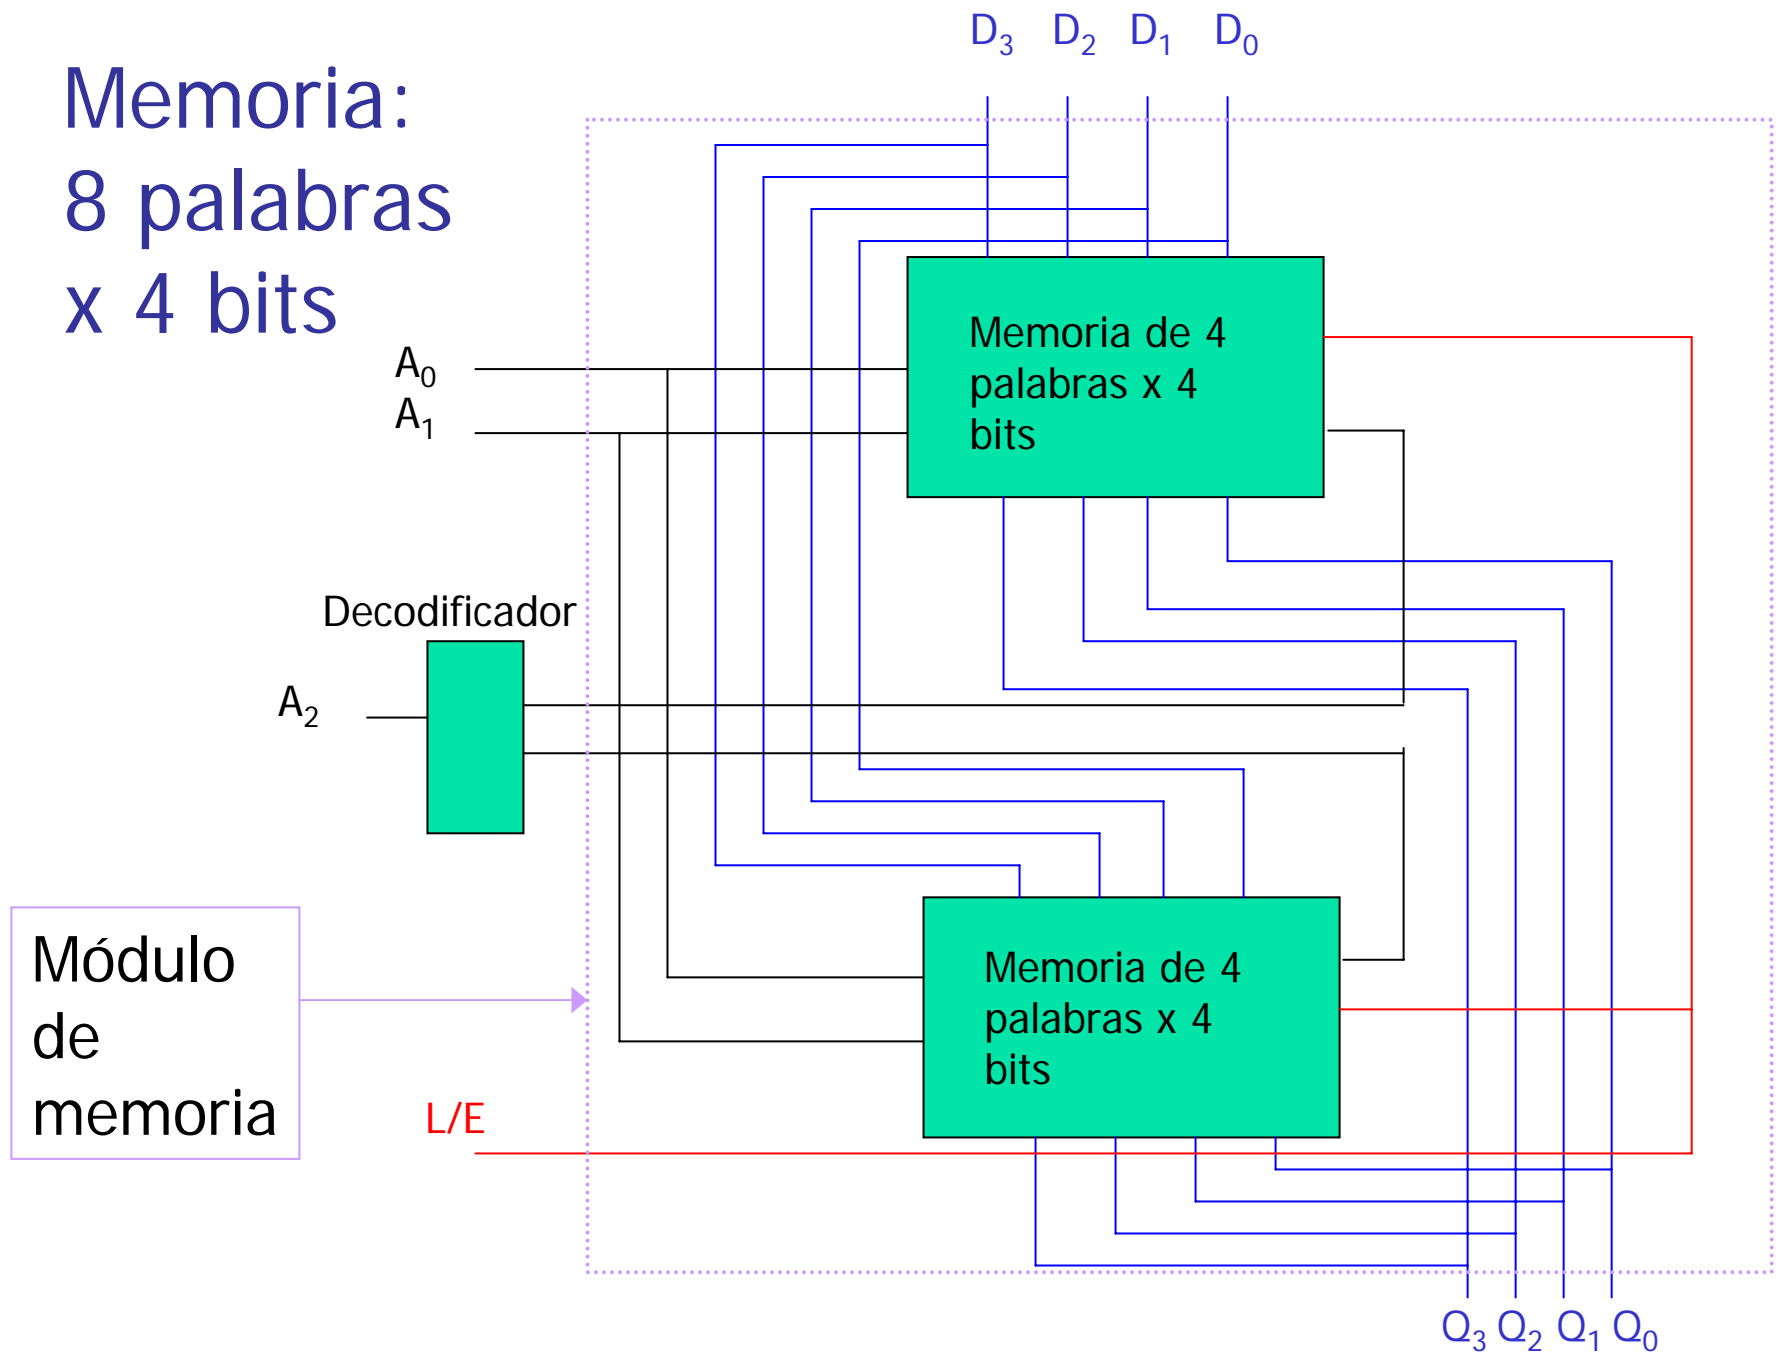 Memoria:
8 palabras
x 4 bits
D3 D2 D1 D0
Memoria de 4
palabras x 4
bits
A0
A1
Decodificador
A2
Módulo
de
memoria
Memoria de 4
palabras x 4
bits
L/E
Q3 Q2 Q1 Q0